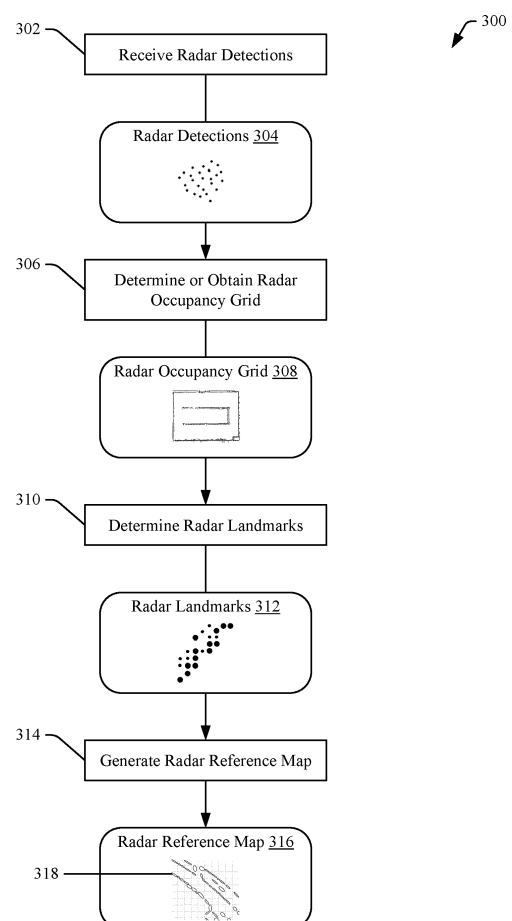 300
302
Receive Radar Detections
Radar Detections 304
306
Determine or Obtain Radar
Occupancy Grid
Radar Occupancy Grid 308
310
Determine Radar Landmarks
Radar Landmarks 312
314
Generate Radar Reference Map
Radar Reference Map 316
318